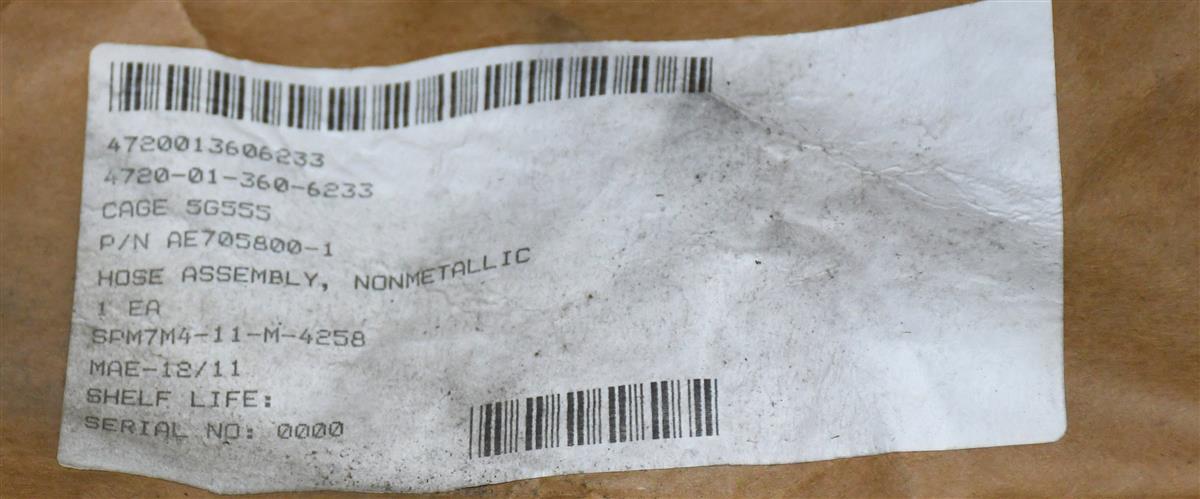 4720013606233
4720-01-360-6233
CAGE 5G555
P/N AE705800-1
HOSE ASSEMBLY, NONMETALLIC
1 EA
SPM7M4-11-M-4258
MAE-12/11
SHELF LIFE:
SERIAL NO: 0000